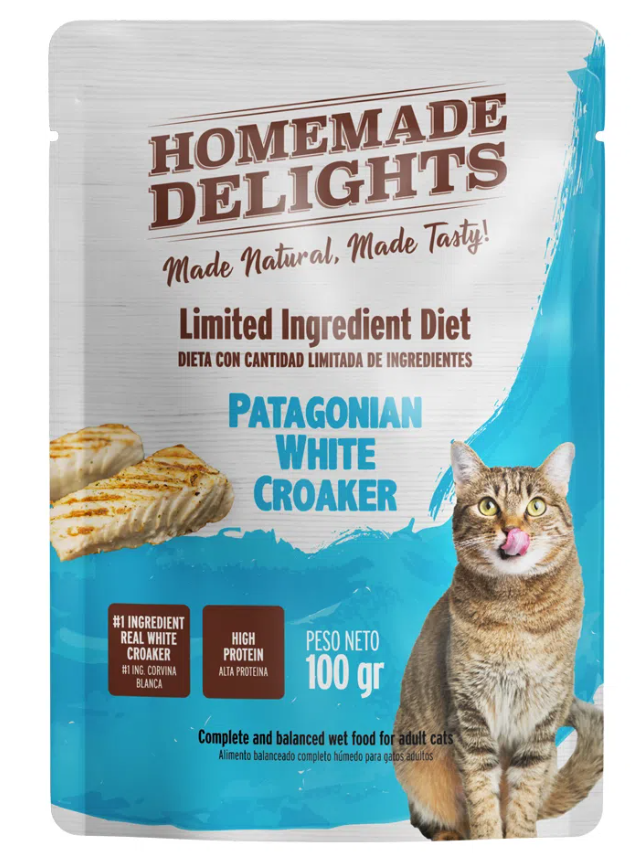 HOMEMADE
DELIGHTS
Made Natural, Made Tasty!
Limited Ingredient Diet
DIETA CON CANTIDAD LIMITADA DE INGREDIENTES
PATAGONIAN
WHITE
CROAKER
#1 INGREDIENT
REAL WHITE
CROAKER
#1 ING. CORVINA
BLANCA
HIGH
PROTEIN
ALTA PROTEINA
PESO NETO
100 gr
Complete and balanced wet food for adult cats
Alimento balanceado completo húmedo para gatos adultos